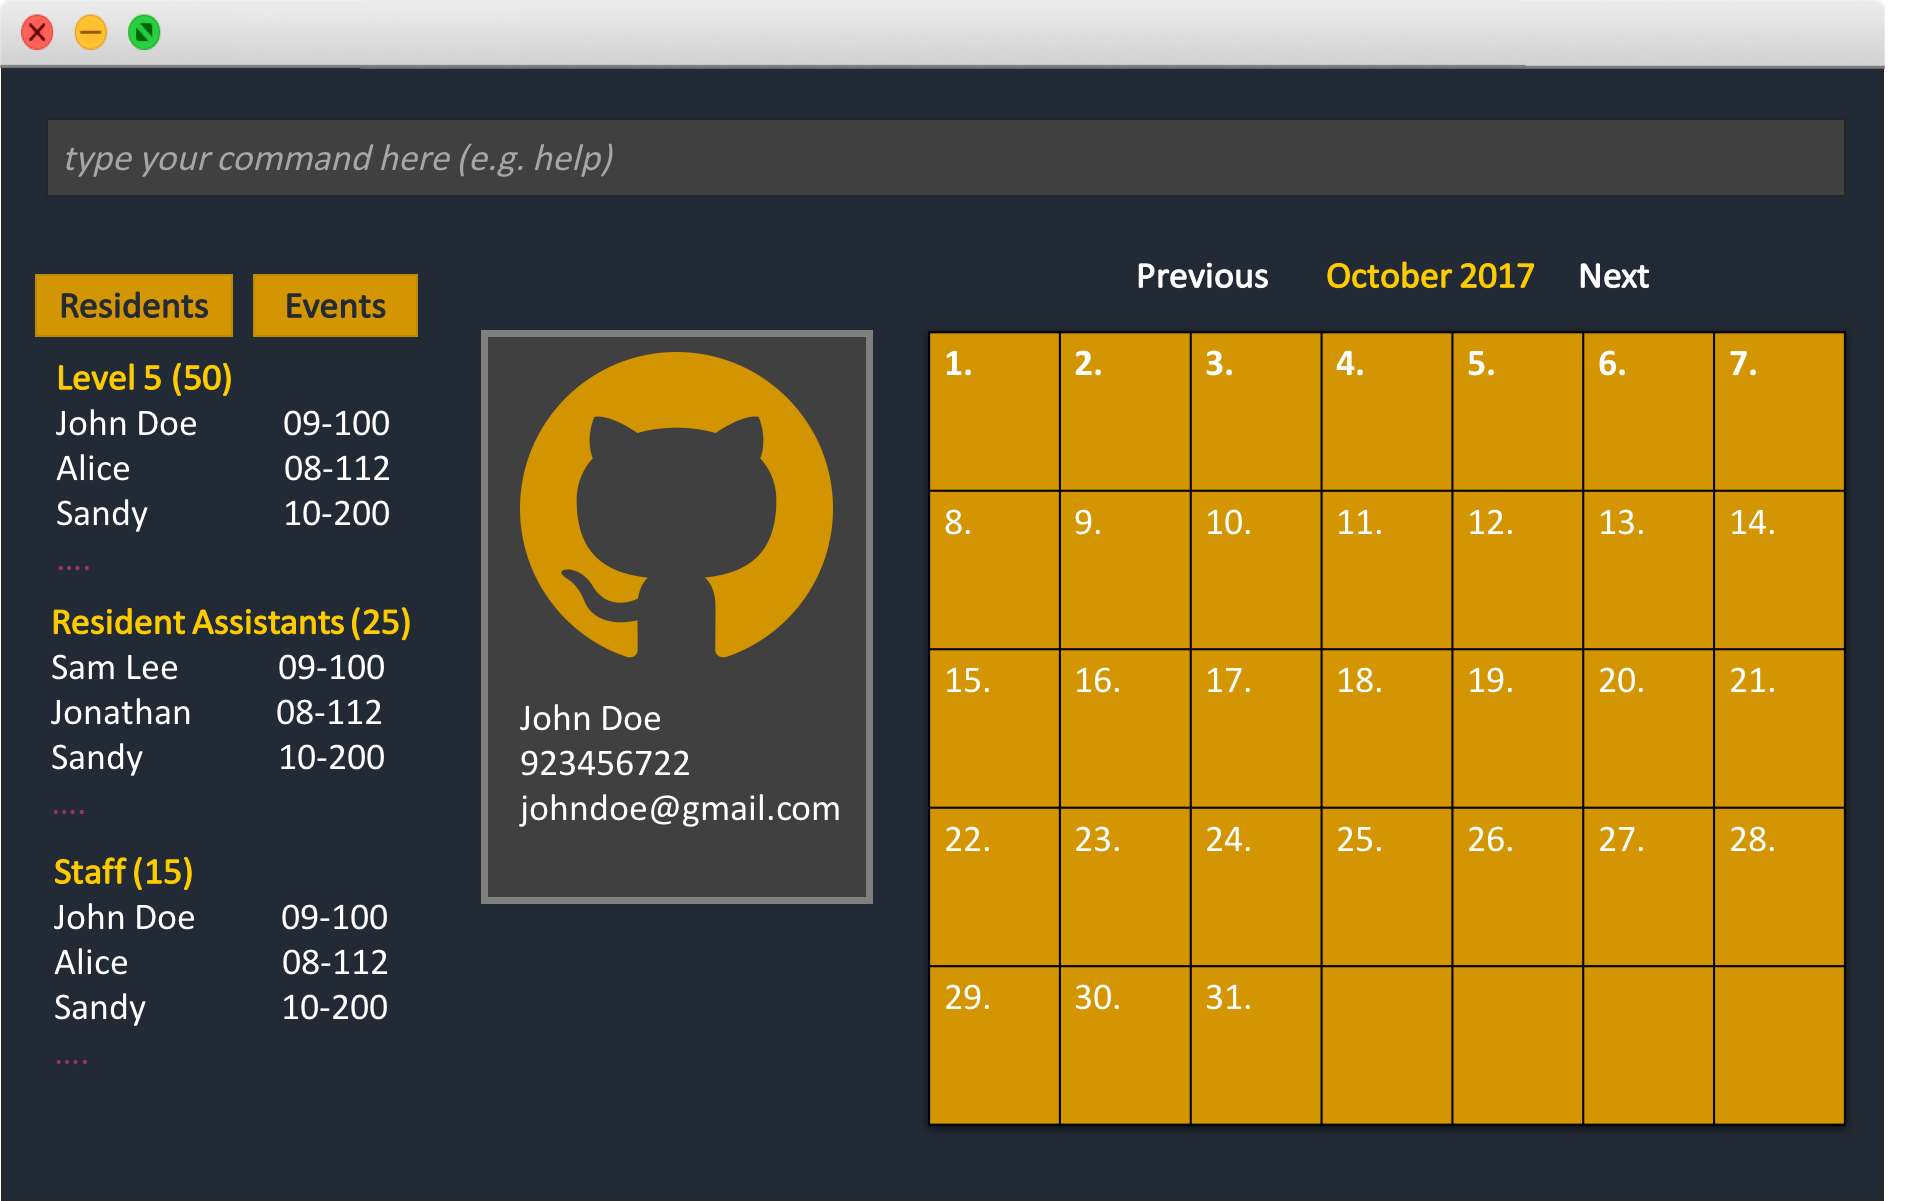 type your command here (e.g. help)
Residents Events
Level 5 (50)
John Doe 09-100
Alice 08-112
Sandy 10-200
....
Resident Assistants (25)
Sam Lee 09-100
Jonathan 08-112
Sandy 10-200
....
Staff (15)
John Doe 09-100
Alice 08-112
Sandy 10-200
....
John Doe
923456722
johndoe@gmail.com
Previous October 2017 Next
1. 2. 3. 4. 5. 6. 7.
8. 9. 10. 11. 12. 13. 14.
15. 16. 17. 18. 19. 20. 21.
22. 23. 24. 25. 26. 27. 28.
29. 30. 31.